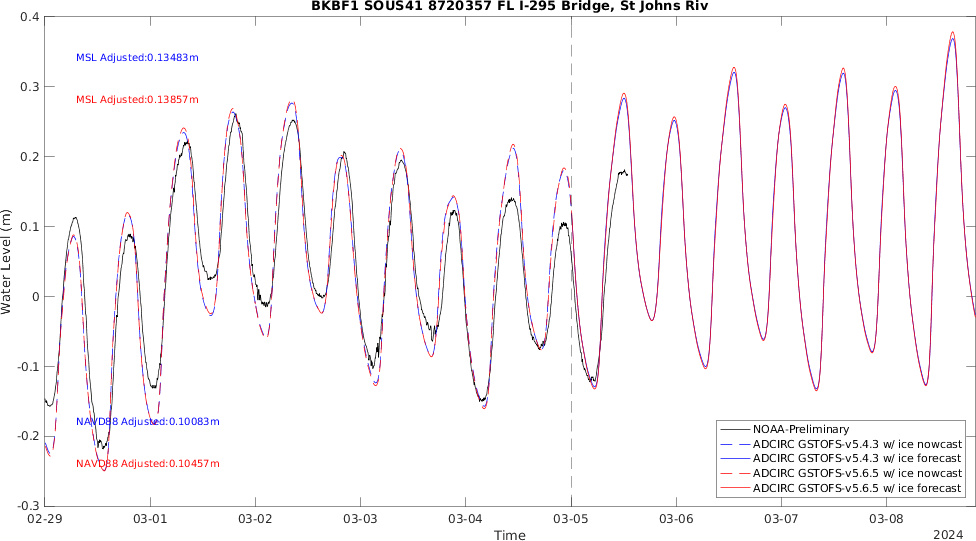 BKBF1 SOUS41 8720357 FL I-295 Bridge, St Johns Riv
0.4
0.3
0.2
0.1
0
-0.1
-0.2
-0.3
Water Level (m)
MSL Adjusted:0.13483m
MSL Adjusted:0.13857m
NAVD88 Adjusted:0.10083m
NAVD88 Adjusted:0.10457m
NOAA-Preliminary
ADCIRC GSTOFS-v5.4.3 w/ ice nowcast
ADCIRC GSTOFS-v5.4.3 w/ ice forecast
ADCIRC GSTOFS-v5.6.5 w/ ice nowcast
ADCIRC GSTOFS-v5.6.5 w/ ice forecast
02-29 03-01 03-02 03-03 03-04 03-05 03-06 03-07 03-08
Time
2024